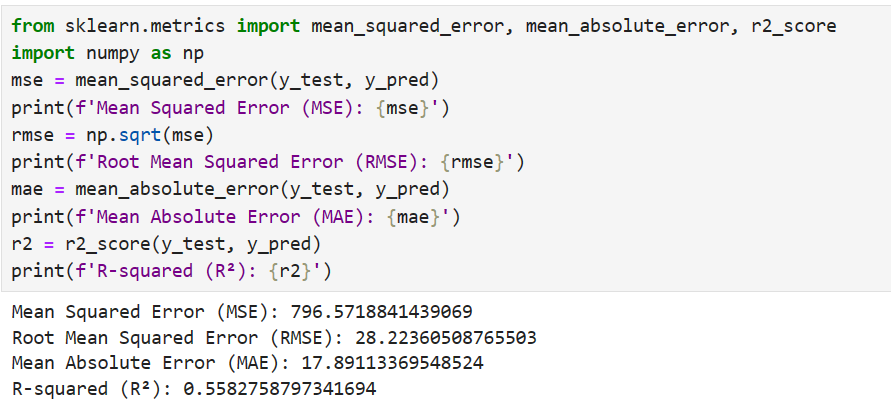 from sklearn.metrics import mean_squared_error, mean_absolute_error, r2_score
import numpy as np
mse = mean_squared_error(y_test, y_pred)
print(f'Mean Squared Error (MSE): {mse}')
rmse = np.sqrt(mse)
print(f'Root Mean Squared Error (RMSE): {rmse}')
mae = mean_absolute_error(y_test, y_pred)
print(f'Mean Absolute Error (MAE): {mae}')
r2 = r2_score(y_test, y_pred)
print(f'R-squared (R²): {r2}')
Mean Squared Error (MSE): 796.5718841439069
Root Mean Squared Error (RMSE): 28.22360508765503
Mean Absolute Error (MAE): 17.89113369548524
R-squared (R²): 0.5582758797341694